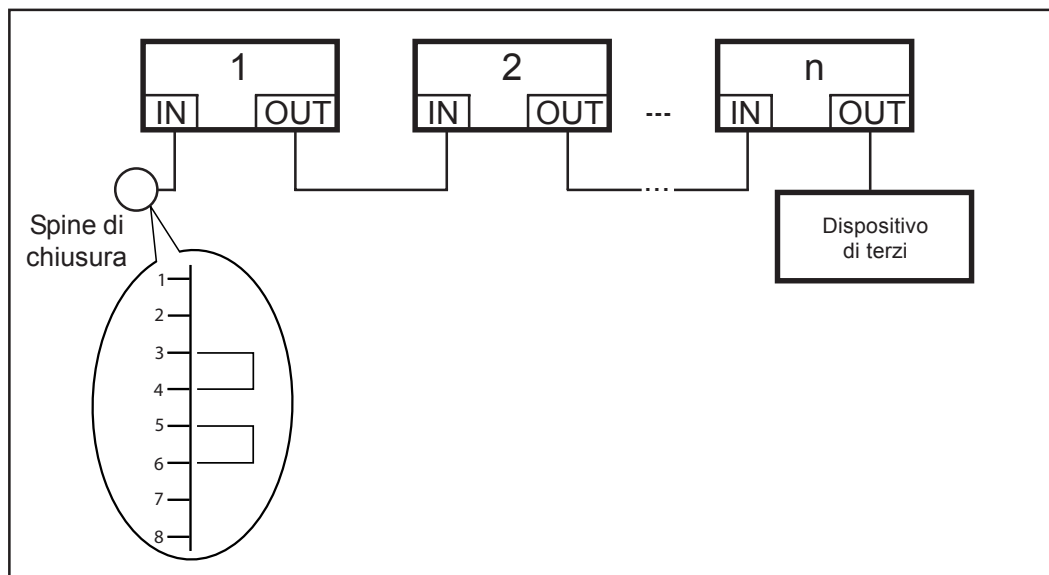 1
2
n
IN
OUT
IN
OUT
---
IN
OUT
...
Spine di
chiusura
Dispositivo
di terzi
1
2
3
4
5
6
7
8